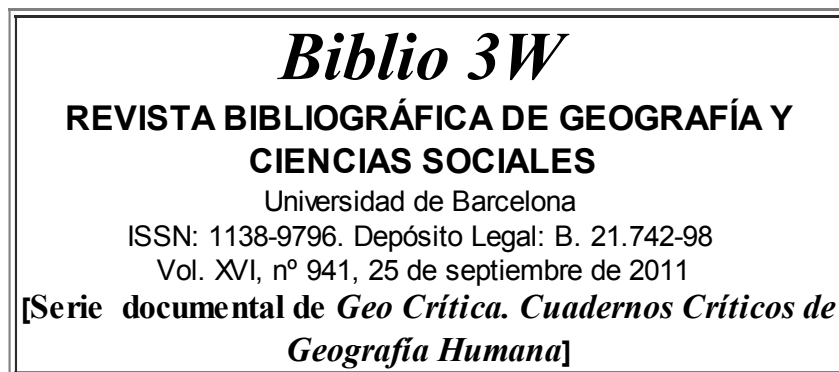 Biblio 3W
REVISTA BIBLIOGRÁFICA DE GEOGRAFÍA Y
CIENCIAS SOCIALES
Universidad de Barcelona
ISSN: 1138-9796. Depósito Legal: B. 21.742-98
Vol. XVI, nº 941, 25 de septiembre de 2011
[Serie documental de Geo Crítica. Cuadernos Críticos de
Geografía Humana]